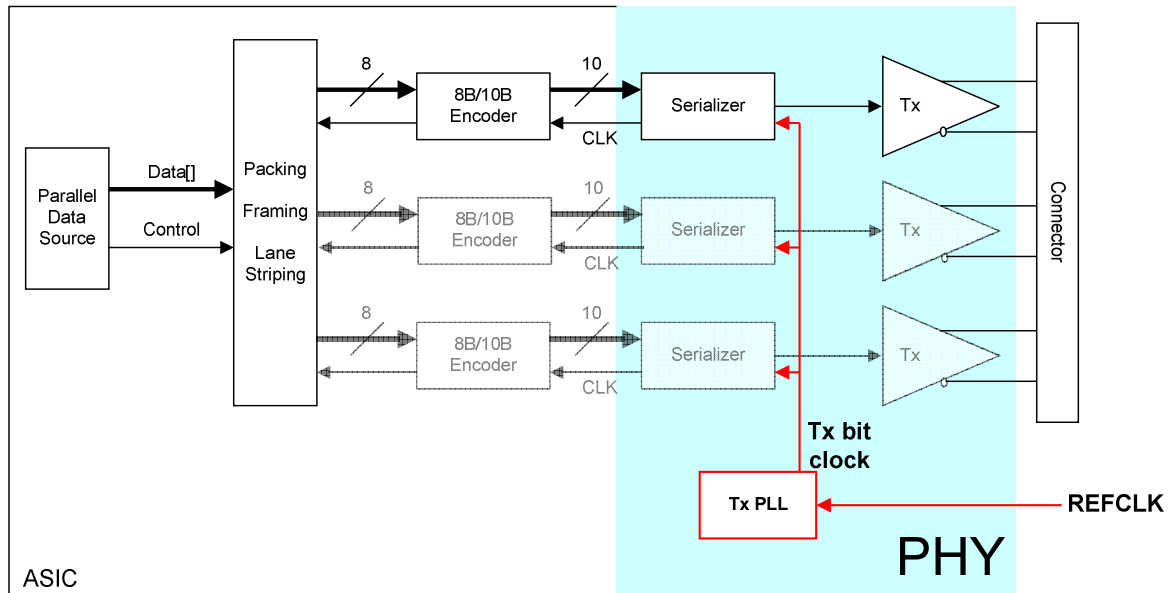 8
10
8B/10B
Encoder
Serializer
Tx
CLK
Parallel
Data
Source
Data[]
Control
Packing
Framing
Lane
Striping
8
10
8B/10B
Encoder
Serializer
Tx
CLK
Connector
8
10
8B/10B
Encoder
Serializer
Tx
CLK
Tx bit
clock
Tx PLL
REFCLK
PHY
ASIC